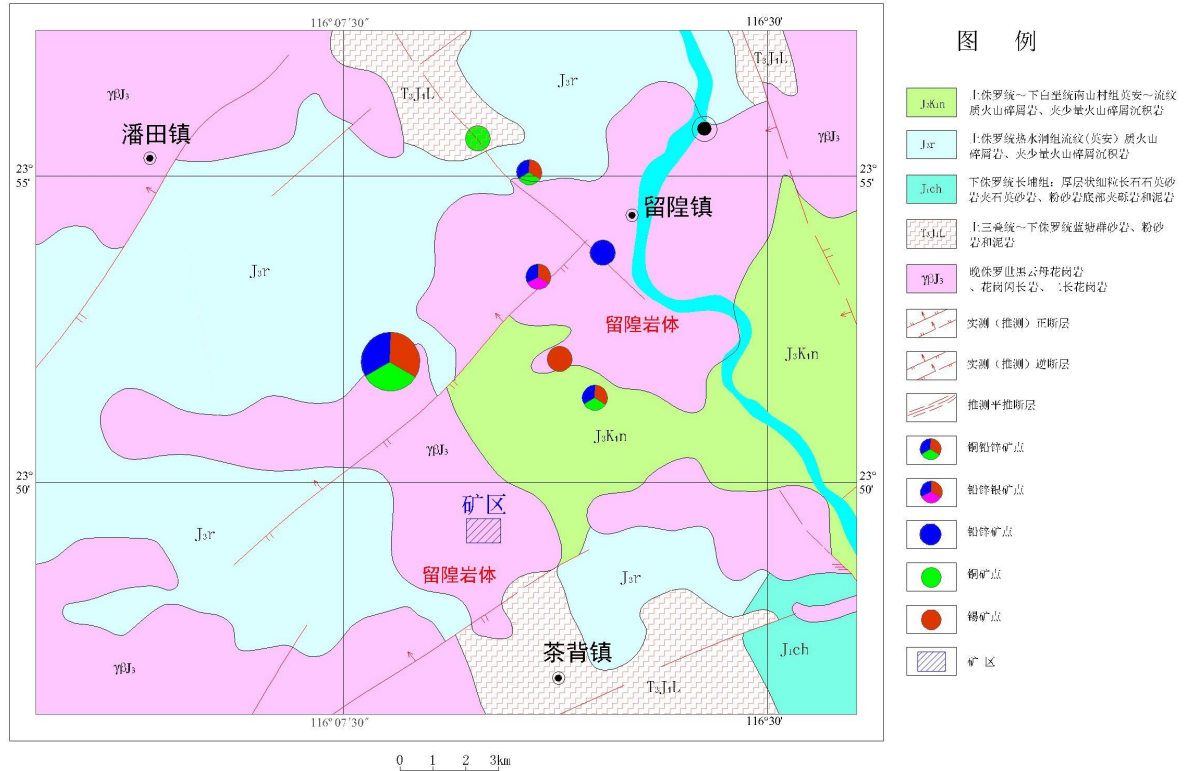 116°07′30″
116°30′
图 例
T₃J₁L
J₃r
T₃J₁L
γβJ₃
潘田镇
γβJ₃
23°
55′
23°
55′
留隍镇
J₃r
留隍岩体
J₃K₁n
γβJ₃
J₃K₁n
23°
50′
23°
50′
矿区
J₃r
留隍岩体
J₃r
茶背镇
J₁ch
γβJ₃
T₃J₁L
116°07′30″
116°30′
0 1 2 3km
J₃K₁n
上侏罗统~下白垩统南山村组英安~流纹
质火山碎屑岩、夹少量火山碎屑沉积岩
J₃r
上侏罗统热水洞组流纹(英安)质火山
碎屑岩、夹少量火山碎屑沉积岩
J₁ch
下侏罗统长埔组：厚层状细粒长石石英砂
岩夹石英砂岩、粉砂岩底部夹砾岩和泥岩
T₃J₁L
上三叠统~下侏罗统蓝塘群砂岩、粉砂
岩和泥岩
γβJ₃
晚侏罗世黑云母花岗岩
、花岗闪长岩、二长花岗岩
实测（推测）正断层
实测（推测）逆断层
推测平推断层
铜铅锌矿点
铅锌银矿点
铅锌矿点
铜矿点
锡矿点
矿 区